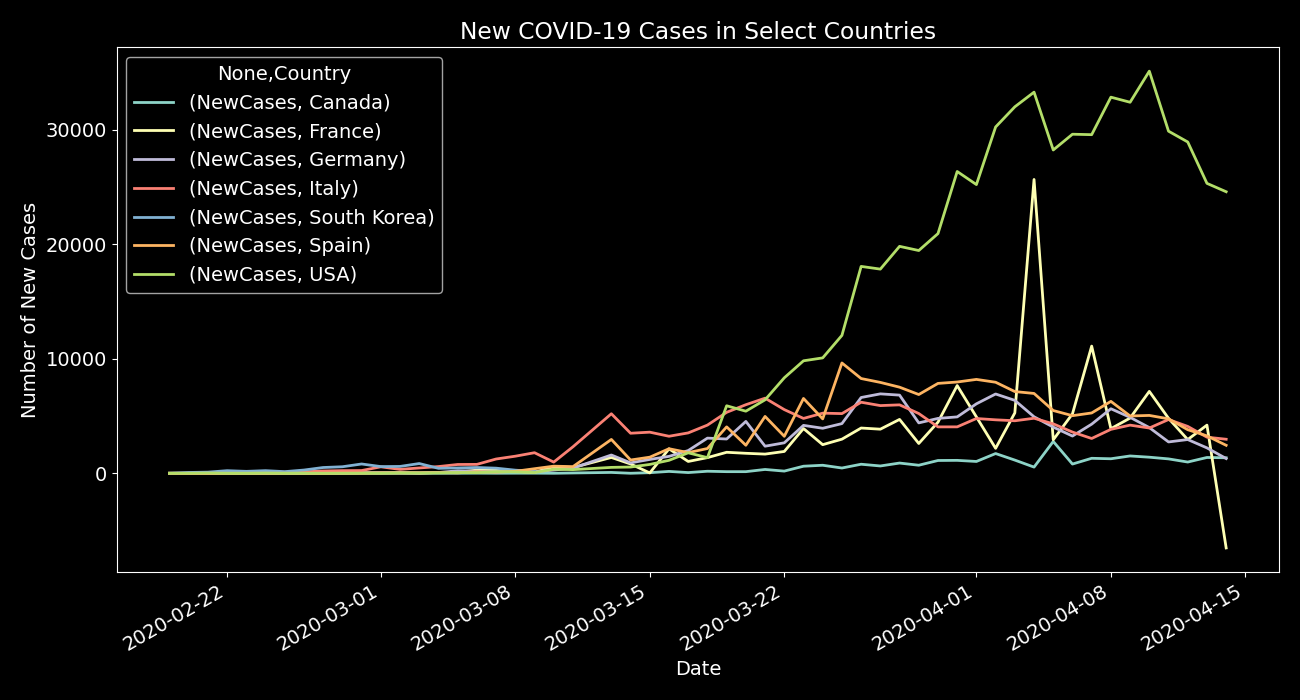 New COVID-19 Cases in Select Countries
None,Country
(NewCases, Canada)
(NewCases, France)
(NewCases, Germany)
(NewCases, Italy)
(NewCases, South Korea)
(NewCases, Spain)
(NewCases, USA)
Number of New Cases
30000
20000
10000
0
2020-02-22
2020-03-01
2020-03-08
2020-03-15
2020-03-22
2020-04-01
2020-04-08
2020-04-15
Date